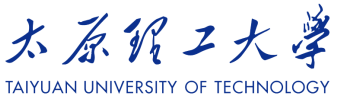 太原理工大學
TAIYUAN UNIVERSITY OF TECHNOLOGY